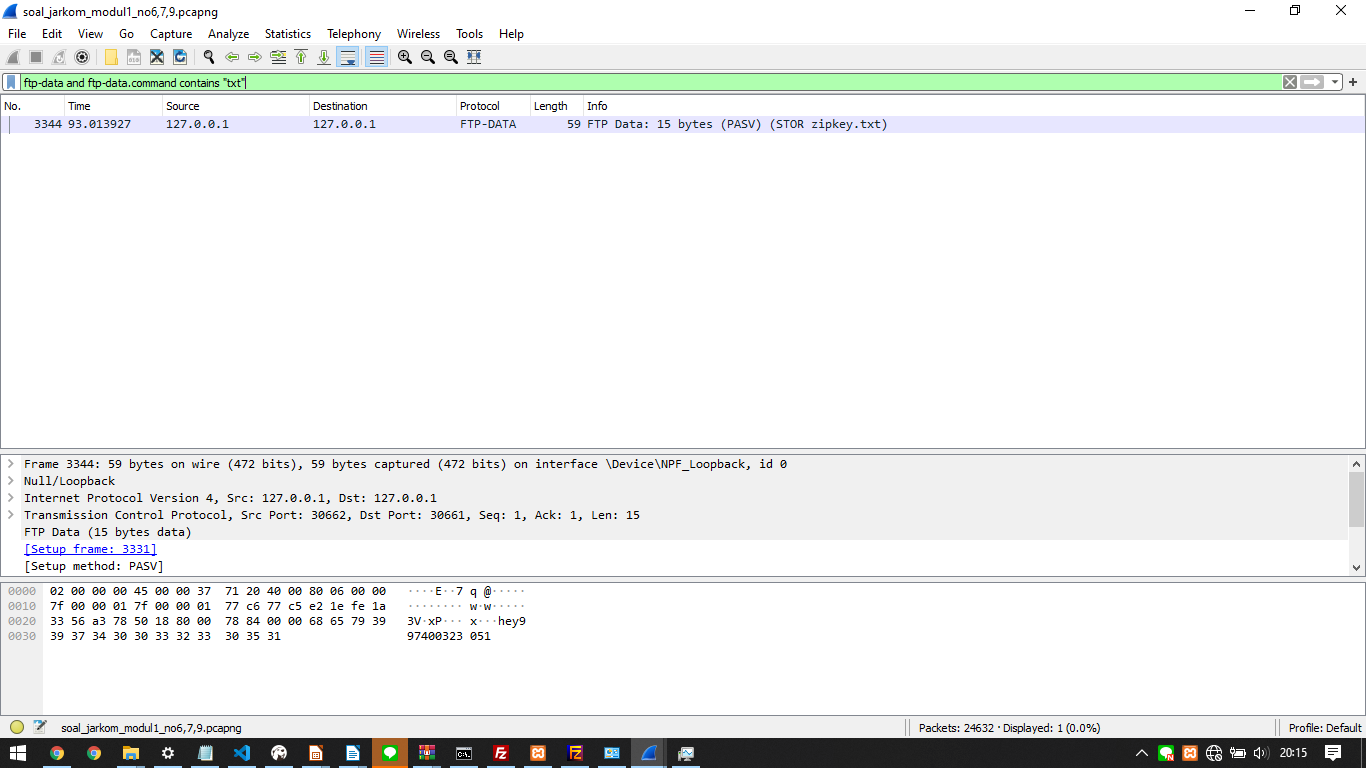 soal_jarkom_modul1_no6,7,9.pcapng
File Edit View Go Capture Analyze Statistics Telephony Wireless Tools Help
ftp-data and ftp-data.command contains "txt"
No. Time Source Destination Protocol Length Info
3344 93.013927 127.0.0.1 127.0.0.1 FTP-DATA 59 FTP Data: 15 bytes (PASV) (STOR zipkey.txt)
Frame 3344: 59 bytes on wire (472 bits), 59 bytes captured (472 bits) on interface \Device\NPF_Loopback, id 0
Null/Loopback
Internet Protocol Version 4, Src: 127.0.0.1, Dst: 127.0.0.1
Transmission Control Protocol, Src Port: 30662, Dst Port: 30661, Seq: 1, Ack: 1, Len: 15
FTP Data (15 bytes data)
[Setup frame: 3331]
[Setup method: PASV]
0000 02 00 00 00 45 00 00 37 71 20 40 00 80 06 00 00 ····E··7 q @·····
0010 7f 00 00 01 7f 00 00 01 77 c6 77 c5 e2 1e fe 1a ········ w·w·····
0020 33 56 a3 78 50 18 80 00 78 84 00 00 68 65 79 39 3V·xP··· x···hey9
0030 39 37 34 30 30 33 32 33 30 35 31 97400323 051
soal_jarkom_modul1_no6,7,9.pcapng Packets: 24632 · Displayed: 1 (0.0%) Profile: Default
20:15